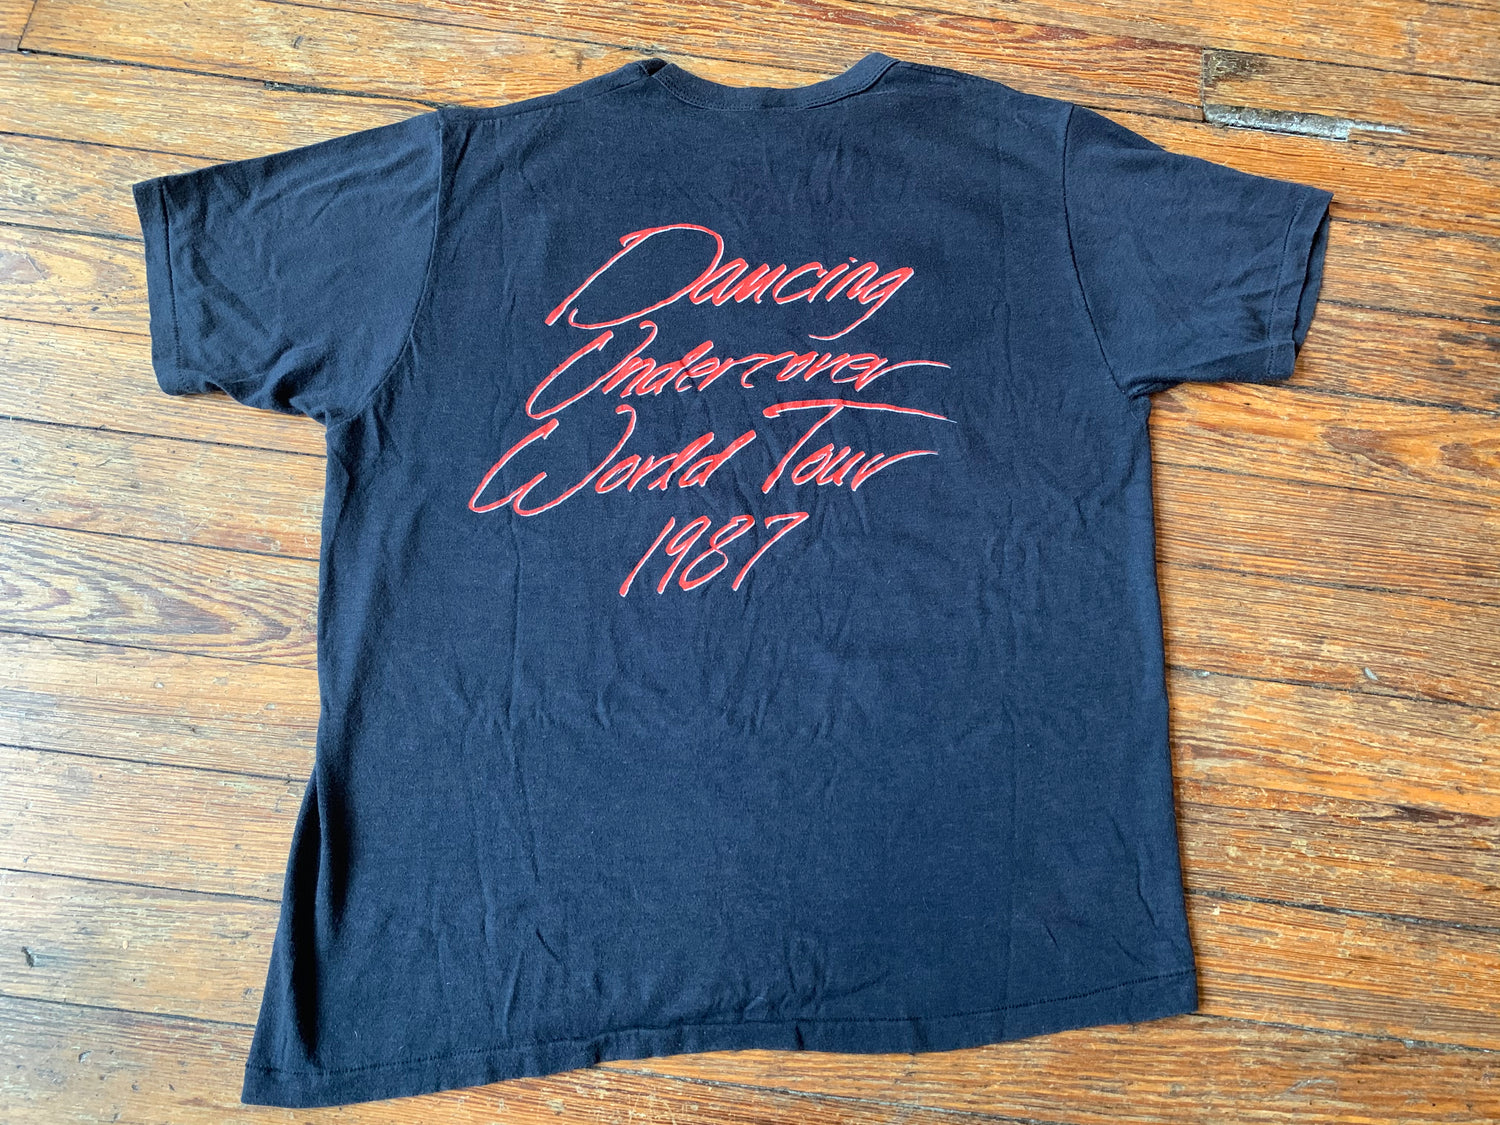 Dancing
Undercover
World Tour
1987